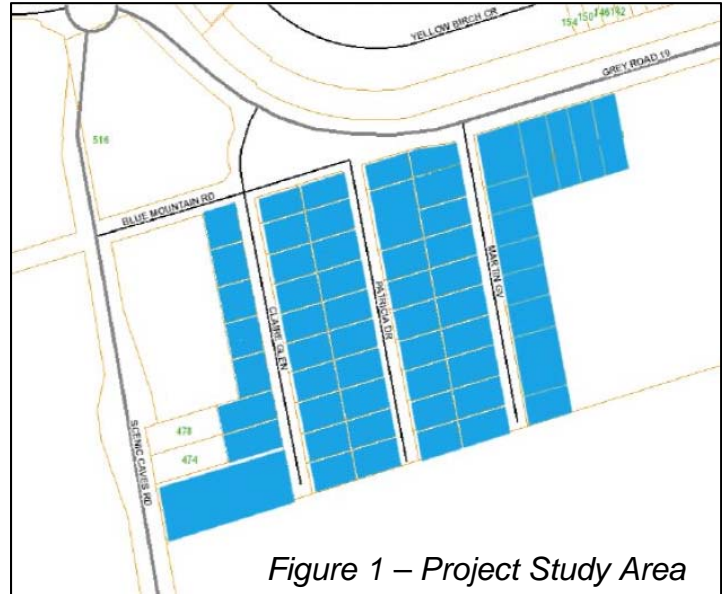 YELLOW BIRCH CR
154
150
146
142
GREY ROAD 19
516
BLUE MOUNTAIN RD
CLAIRE GLEN
PATRICIA DR
MARTIN GV
478
474
SCENIC CAVES RD
Figure 1 – Project Study Area